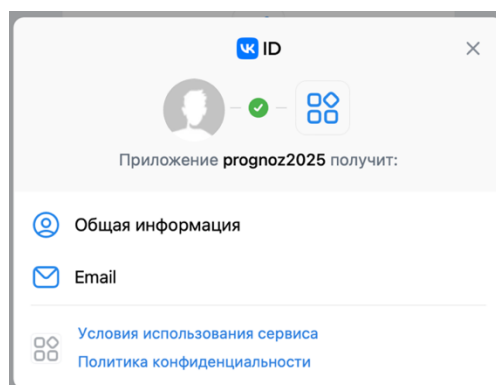 VK ID
Приложение prognoz2025 получит:
Общая информация
Email
Условия использования сервиса
Политика конфиденциальности